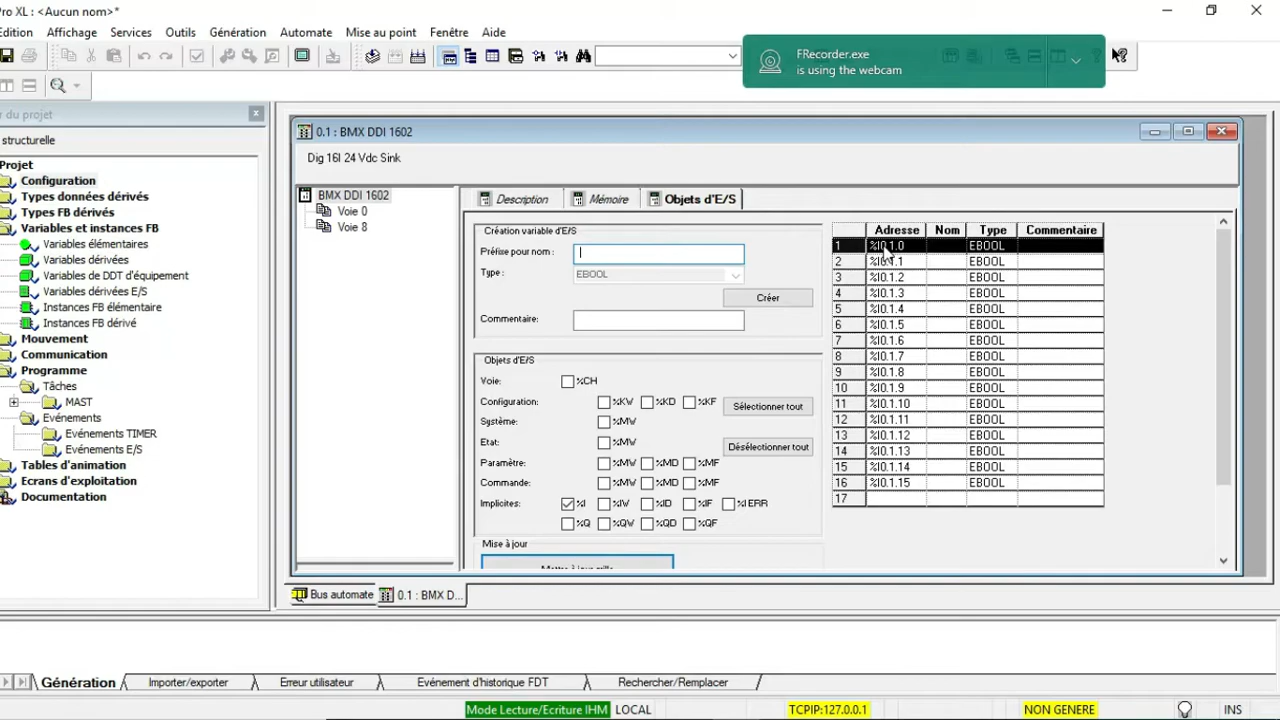 Pro XL : <Aucun nom>*
Edition Affichage Services Outils Génération Automate Mise au point Fenêtre Aide
FRecorder.exe
is using the webcam
r du projet
structurelle
Projet
Configuration
Types données dérivés
Types FB dérivés
Variables et instances FB
Variables élémentaires
Variables dérivées
Variables de DDT d'équipement
Variables dérivées E/S
Instances FB élémentaire
Instances FB dérivé
Mouvement
Communication
Programme
Tâches
MAST
Evénements
Evénements TIMER
Evénements E/S
Tables d'animation
Ecrans d'exploitation
Documentation
0.1 : BMX DDI 1602
Dig 16I 24 Vdc Sink
BMX DDI 1602
Voie 0
Voie 8
Description Mémoire Objets d'E/S
Création variable d'E/S
Préfixe pour nom :
Type : EBOOL
Créer
Commentaire:
Objets d'E/S
Voie: %CH
Configuration: %KW %KD %KF Sélectionner tout
Système: %MW
Etat: %MW Désélectionner tout
Paramètre: %MW %MD %MF
Commande: %MW %MD %MF
Implicites: %I %IW %ID %IF %I ERR
%Q %QW %QD %QF
Mise à jour
Mettre à jour grille
Adresse Nom Type Commentaire
1 %I0.1.0 EBOOL
2 %I0.1.1 EBOOL
3 %I0.1.2 EBOOL
4 %I0.1.3 EBOOL
5 %I0.1.4 EBOOL
6 %I0.1.5 EBOOL
7 %I0.1.6 EBOOL
8 %I0.1.7 EBOOL
9 %I0.1.8 EBOOL
10 %I0.1.9 EBOOL
11 %I0.1.10 EBOOL
12 %I0.1.11 EBOOL
13 %I0.1.12 EBOOL
14 %I0.1.13 EBOOL
15 %I0.1.14 EBOOL
16 %I0.1.15 EBOOL
17
Bus automate 0.1 : BMX D...
Génération Importer/exporter Erreur utilisateur Evénement d'historique FDT Rechercher/Remplacer
Mode Lecture/Ecriture IHM LOCAL TCPIP:127.0.0.1 NON GENERE INS